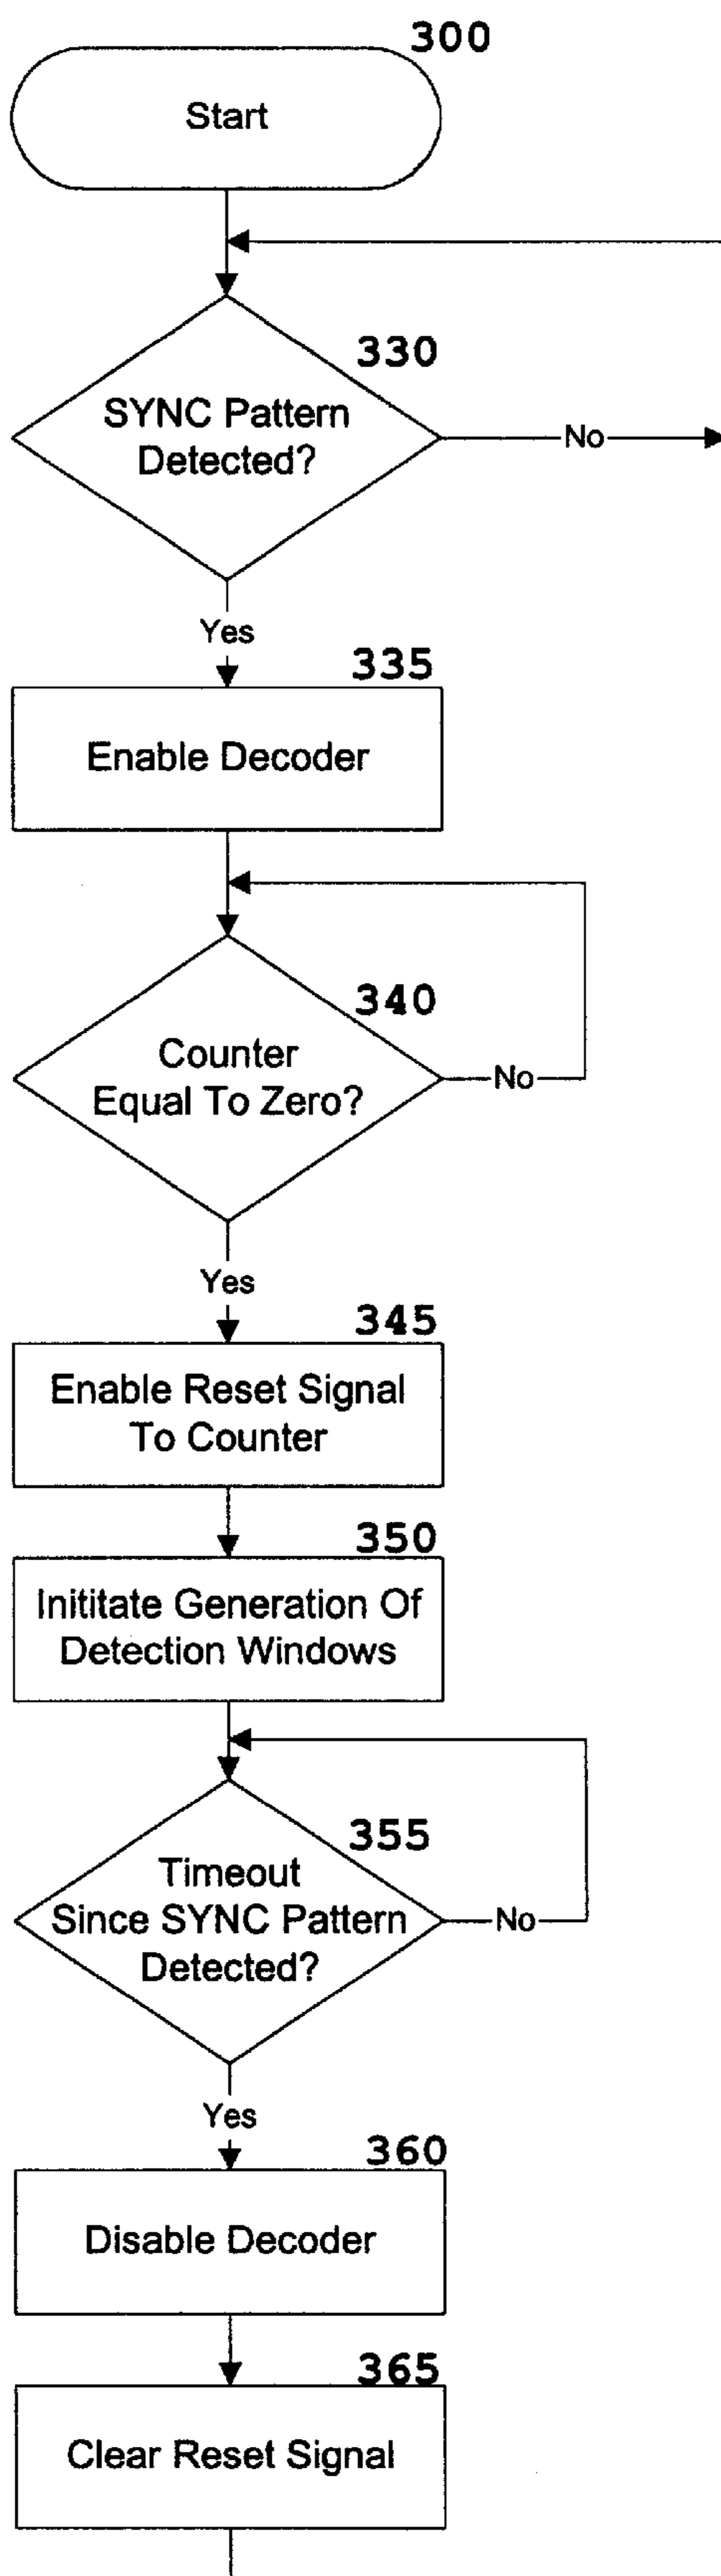 300
Start
330
SYNC Pattern
Detected?
No
Yes
335
Enable Decoder
340
Counter
Equal To Zero?
No
Yes
345
Enable Reset Signal
To Counter
350
Inititate Generation Of
Detection Windows
355
Timeout
Since SYNC Pattern
Detected?
No
Yes
360
Disable Decoder
365
Clear Reset Signal